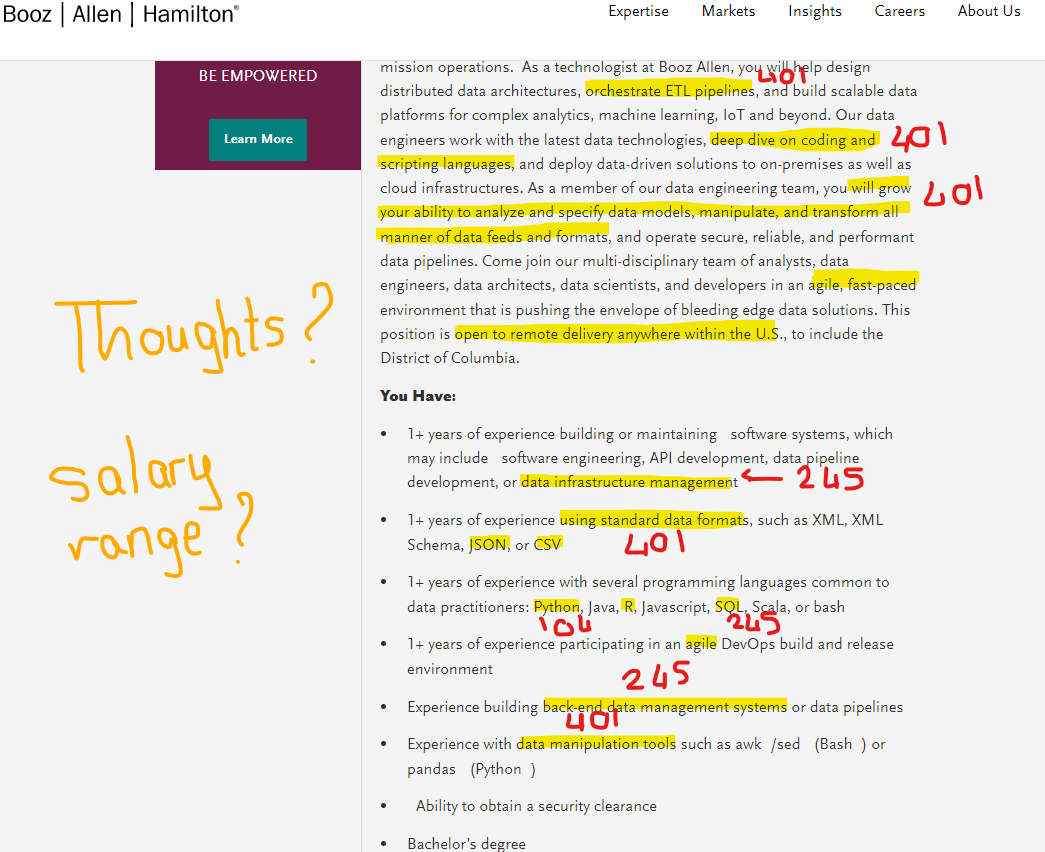 Booz | Allen | Hamilton®
Expertise Markets Insights Careers About Us
BE EMPOWERED
Learn More
mission operations. As a technologist at Booz Allen, you will help design
401
distributed data architectures, orchestrate ETL pipelines, and build scalable data
platforms for complex analytics, machine learning, IoT and beyond. Our data
engineers work with the latest data technologies, deep dive on coding and
401
scripting languages, and deploy data-driven solutions to on-premises as well as
cloud infrastructures. As a member of our data engineering team, you will grow
401
your ability to analyze and specify data models, manipulate, and transform all
manner of data feeds and formats, and operate secure, reliable, and performant
data pipelines. Come join our multi-disciplinary team of analysts, data
engineers, data architects, data scientists, and developers in an agile, fast-paced
environment that is pushing the envelope of bleeding edge data solutions. This
position is open to remote delivery anywhere within the U.S., to include the
District of Columbia.
Thoughts?
salary
range?
You Have:
• 1+ years of experience building or maintaining software systems, which
may include software engineering, API development, data pipeline
development, or data infrastructure management
← 245
• 1+ years of experience using standard data formats, such as XML, XML
Schema, JSON, or CSV
401
• 1+ years of experience with several programming languages common to
data practitioners: Python, Java, R, Javascript, SQL, Scala, or bash
104 245
• 1+ years of experience participating in an agile DevOps build and release
environment
245
• Experience building back-end data management systems or data pipelines
401
• Experience with data manipulation tools such as awk /sed (Bash ) or
pandas (Python )
• Ability to obtain a security clearance
• Bachelor's degree